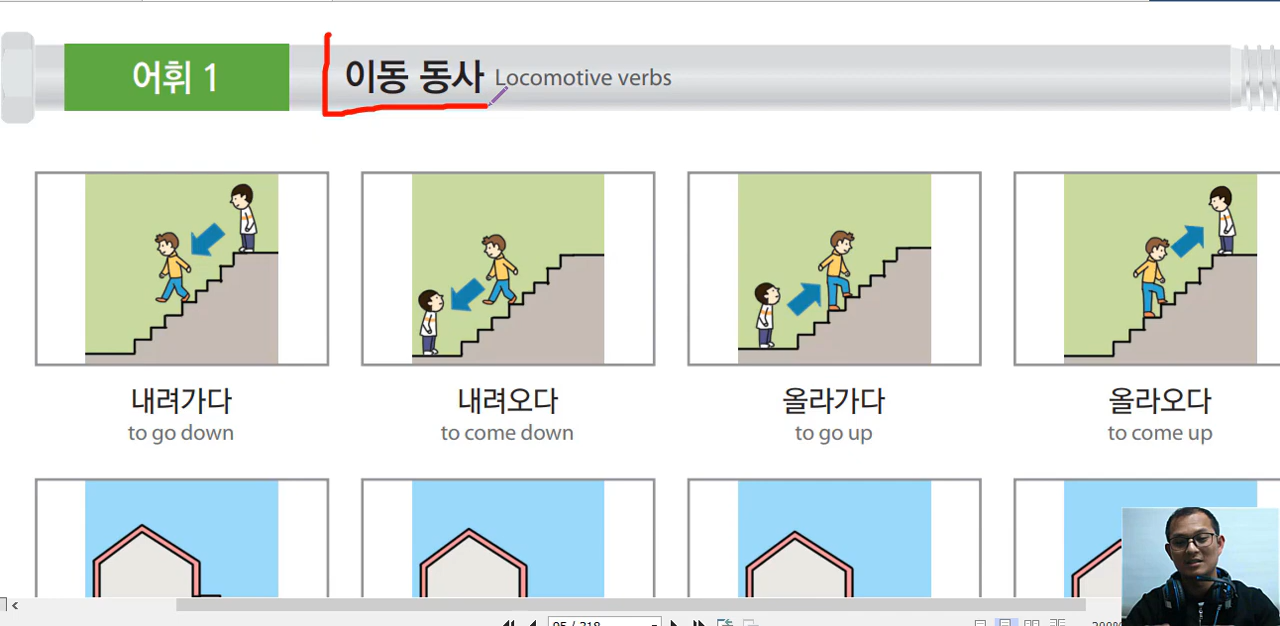 어휘 1
이동 동사 Locomotive verbs
내려가다 내려오다 올라가다 올라오다
to go down to come down to go up to come up